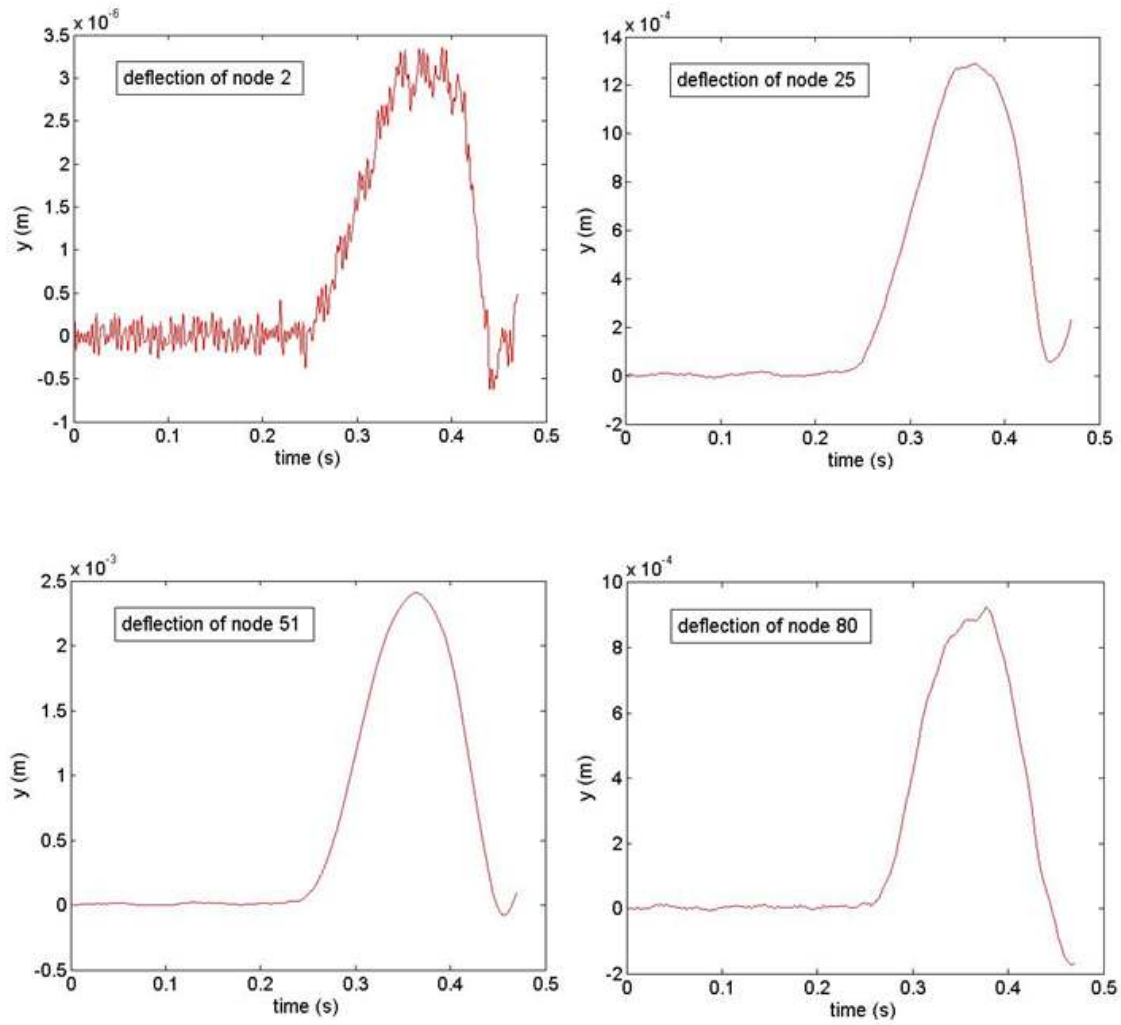 x 10⁻⁶
3.5
3
2.5
2
1.5
1
0.5
0
-0.5
-1
y (m)
deflection of node 2
0 0.1 0.2 0.3 0.4 0.5
time (s)
x 10⁻⁴
14
12
10
8
6
4
2
0
-2
y (m)
deflection of node 25
0 0.1 0.2 0.3 0.4 0.5
time (s)
x 10⁻³
2.5
2
1.5
1
0.5
0
-0.5
y (m)
deflection of node 51
0 0.1 0.2 0.3 0.4 0.5
time (s)
x 10⁻⁴
10
8
6
4
2
0
-2
y (m)
deflection of node 80
0 0.1 0.2 0.3 0.4 0.5
time (s)